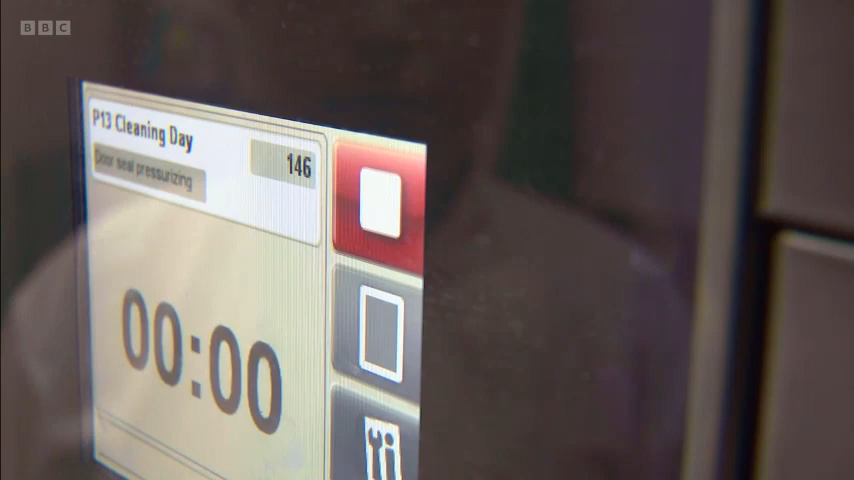 BBC
P13 Cleaning Day
146
Door seal pressurizing
00:00